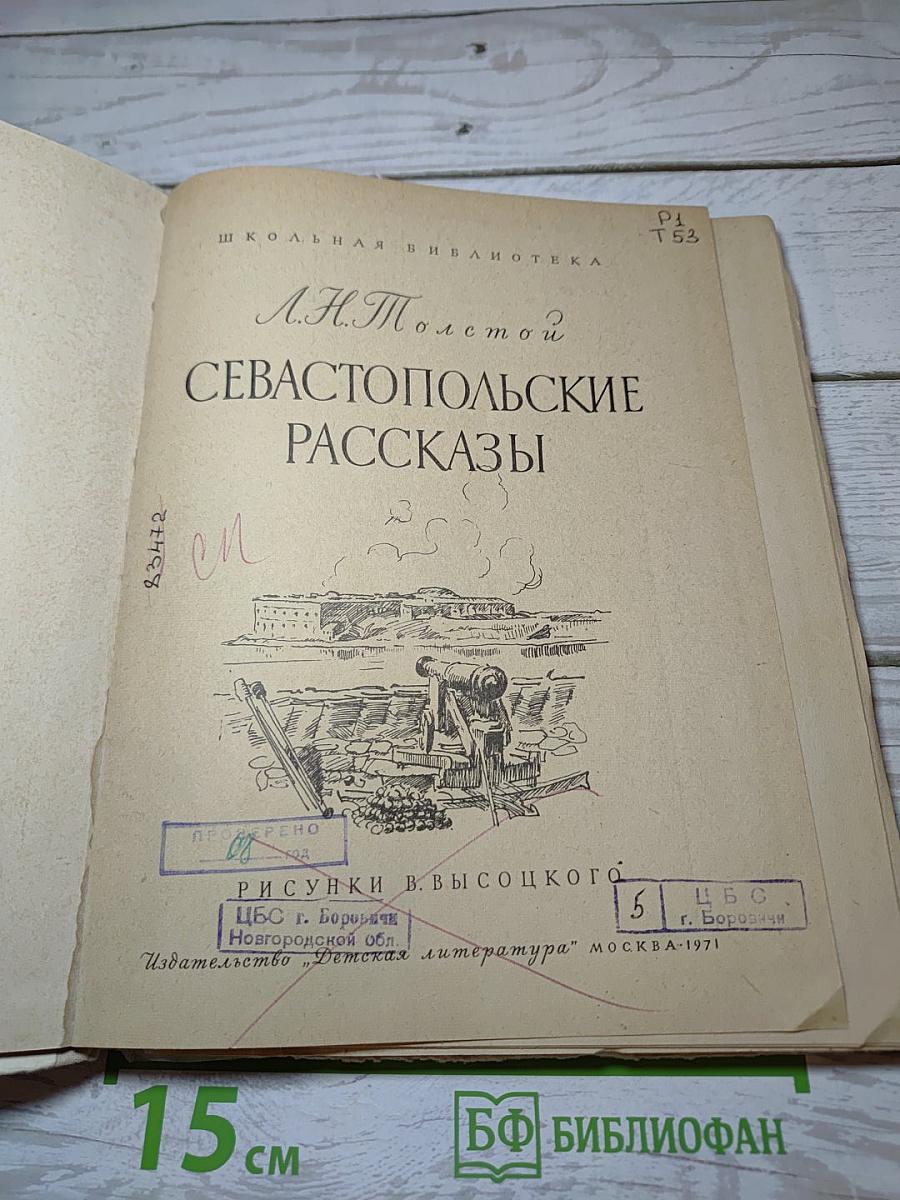 Р1
Т53
ШКОЛЬНАЯ БИБЛИОТЕКА
Л.Н.Толстой
СЕВАСТОПОЛЬСКИЕ
РАССКАЗЫ
83472
СП
ПРОВЕРЕНО
год
РИСУНКИ В. ВЫСОЦКОГО
ЦБС г. Боровичи
Новгородской обл.
5
ЦБС
г. Боровичи
Издательство „Детская литература" МОСКВА·1971
15 см
БФ БИБЛИОФАН